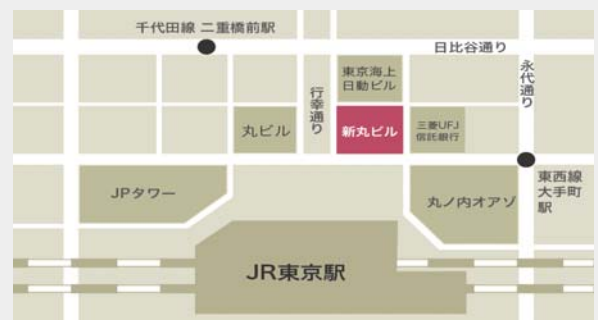 千代田線 二重橋前駅
日比谷通り
永代通り
東京海上
日動ビル
行幸通り
丸ビル
新丸ビル
三菱UFJ
信託銀行
東西線
大手町
駅
JPタワー
丸ノ内オアゾ
JR東京駅